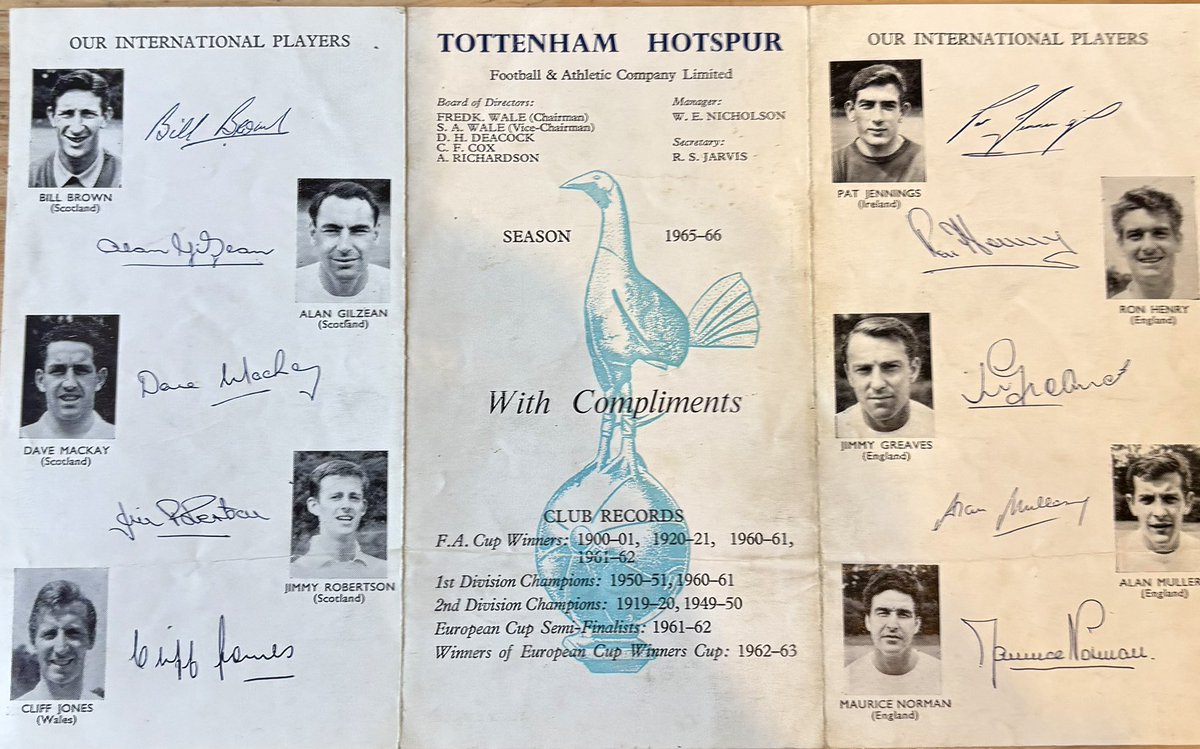 OUR INTERNATIONAL PLAYERS
Bill Brown
BILL BROWN
(Scotland)
Alan Gilzean
ALAN GILZEAN
(Scotland)
Dave Mackay
DAVE MACKAY
(Scotland)
Jim Robertson
JIMMY ROBERTSON
(Scotland)
Cliff Jones
CLIFF JONES
(Wales)
TOTTENHAM HOTSPUR
Football & Athletic Company Limited
Board of Directors:
FREDK. WALE (Chairman)
S. A. WALE (Vice-Chairman)
D. H. DEACOCK
C. F. COX
A. RICHARDSON
Manager:
W. E. NICHOLSON
Secretary:
R. S. JARVIS
SEASON 1965-66
With Compliments
CLUB RECORDS
F.A. Cup Winners: 1900-01, 1920-21, 1960-61,
1961-62
1st Division Champions: 1950-51, 1960-61
2nd Division Champions: 1919-20, 1949-50
European Cup Semi-Finalists: 1961-62
Winners of European Cup Winners Cup: 1962-63
OUR INTERNATIONAL PLAYERS
Pat Jennings
PAT JENNINGS
(Ireland)
Ron Henry
RON HENRY
(England)
J. Greaves
JIMMY GREAVES
(England)
Alan Mullery
ALAN MULLER
(England)
Maurice Norman
MAURICE NORMAN
(England)